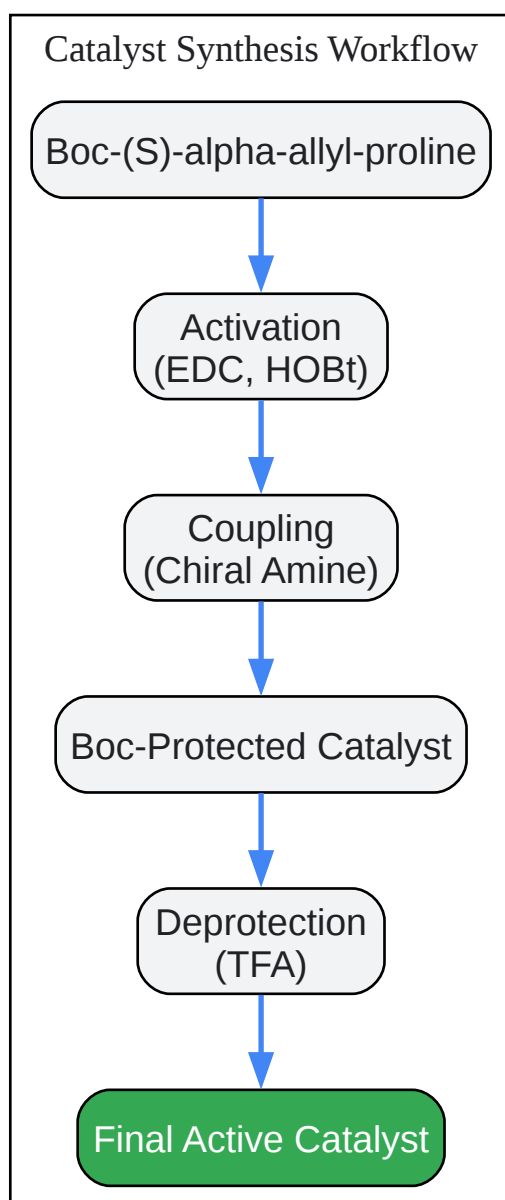 Catalyst Synthesis Workflow
Boc-(S)-alpha-allyl-proline
Activation
(EDC, HOBt)
Coupling
(Chiral Amine)
Boc-Protected Catalyst
Deprotection
(TFA)
Final Active Catalyst